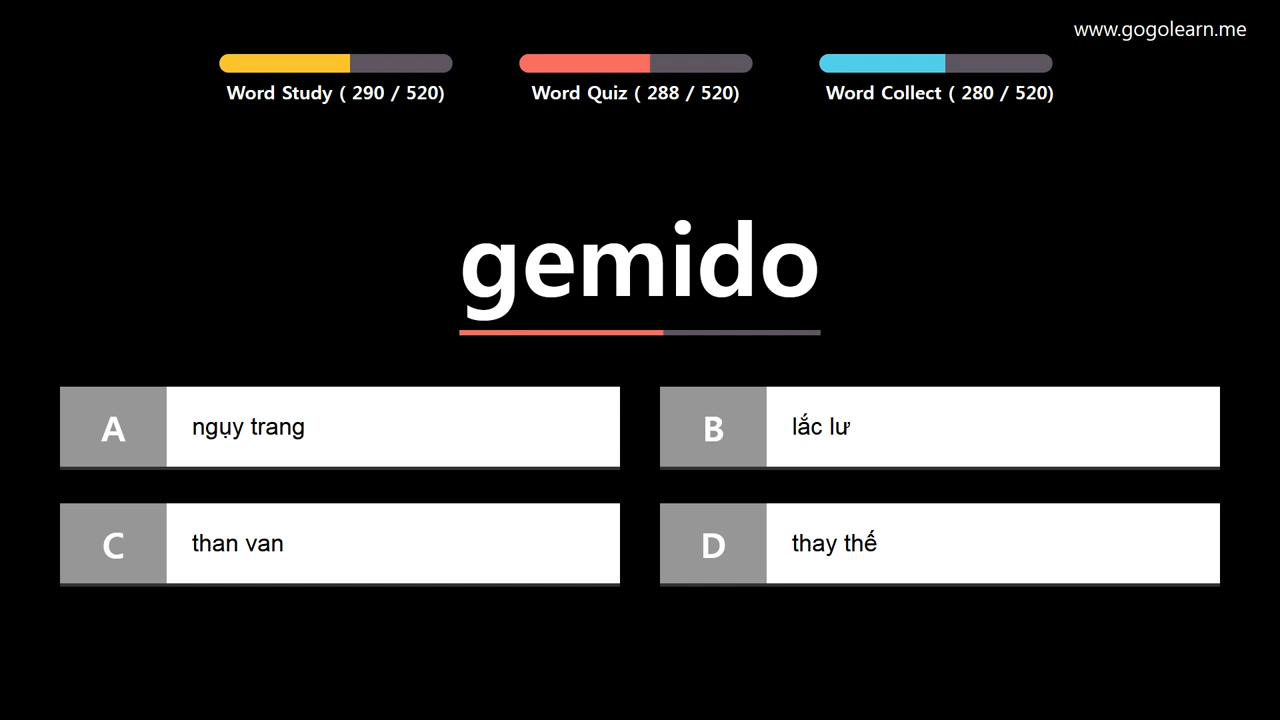 www.gogolearn.me
Word Study ( 290 / 520)
Word Quiz ( 288 / 520)
Word Collect ( 280 / 520)
gemido
A
ngụy trang
B
lắc lư
C
than van
D
thay thế